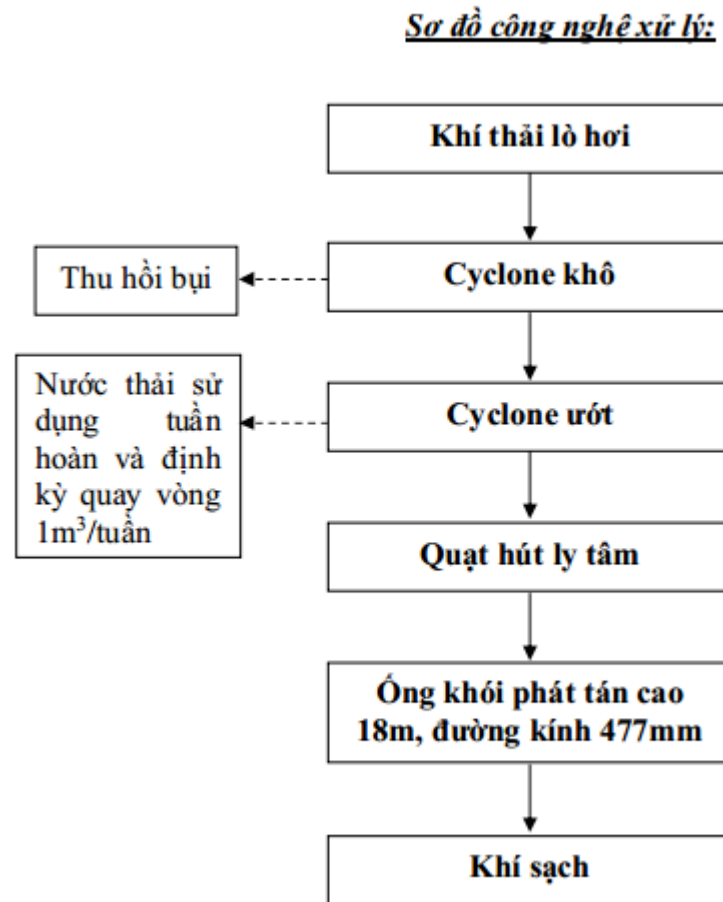 Sơ đồ công nghệ xử lý:
Khí thải lò hơi
Thu hồi bụi
Cyclone khô
Nước thải sử
dụng tuần
hoàn và định
kỳ quay vòng
1m³/tuần
Cyclone ướt
Quạt hút ly tâm
Ống khói phát tán cao
18m, đường kính 477mm
Khí sạch